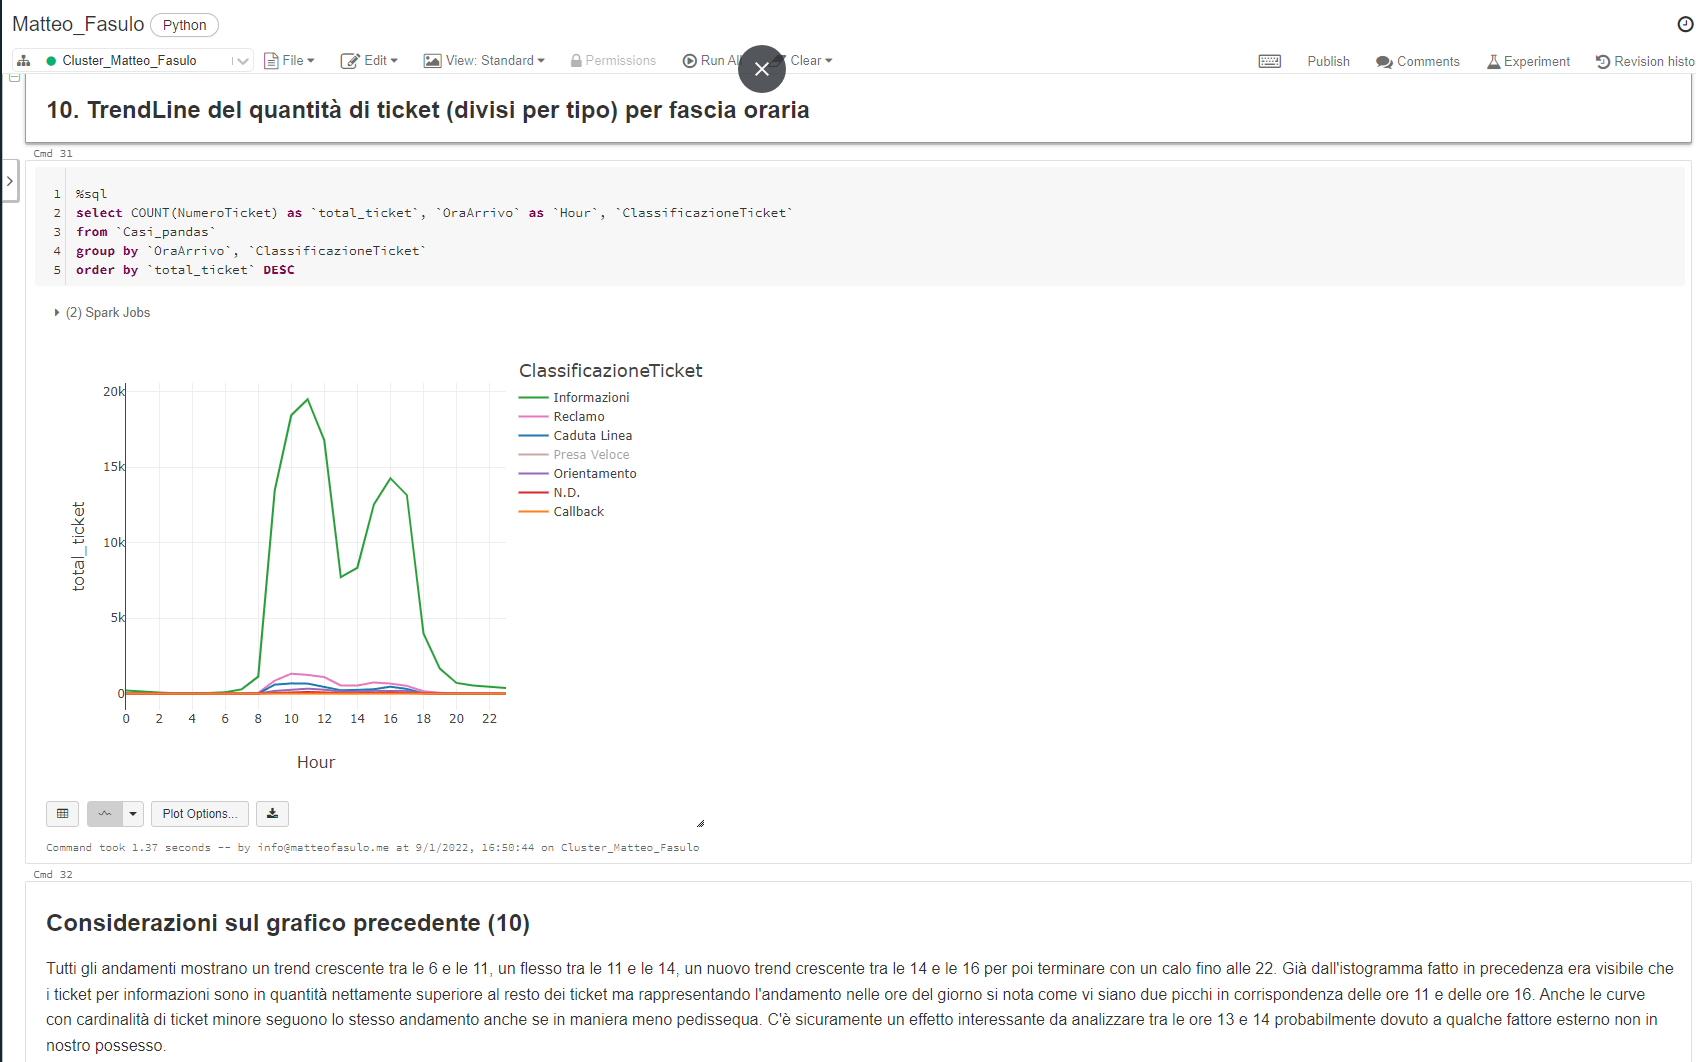 Matteo_Fasulo Python
Cluster_Matteo_Fasulo File Edit View: Standard Permissions Run Al Clear Publish Comments Experiment Revision histo
10. TrendLine del quantità di ticket (divisi per tipo) per fascia oraria
Cmd 31
1 %sql
2 select COUNT(NumeroTicket) as `total_ticket`, `OraArrivo` as `Hour`, `ClassificazioneTicket`
3 from `Casi_pandas`
4 group by `OraArrivo`, `ClassificazioneTicket`
5 order by `total_ticket` DESC
(2) Spark Jobs
ClassificazioneTicket
Informazioni
Reclamo
Caduta Linea
Presa Veloce
Orientamento
N.D.
Callback
20k
15k
10k
5k
0
total_ticket
0 2 4 6 8 10 12 14 16 18 20 22
Hour
Plot Options...
Command took 1.37 seconds -- by info@matteofasulo.me at 9/1/2022, 16:50:44 on Cluster_Matteo_Fasulo
Cmd 32
Considerazioni sul grafico precedente (10)
Tutti gli andamenti mostrano un trend crescente tra le 6 e le 11, un flesso tra le 11 e le 14, un nuovo trend crescente tra le 14 e le 16 per poi terminare con un calo fino alle 22. Già dall'istogramma fatto in precedenza era visibile che
i ticket per informazioni sono in quantità nettamente superiore al resto dei ticket ma rappresentando l'andamento nelle ore del giorno si nota come vi siano due picchi in corrispondenza delle ore 11 e delle ore 16. Anche le curve
con cardinalità di ticket minore seguono lo stesso andamento anche se in maniera meno pedissequa. C'è sicuramente un effetto interessante da analizzare tra le ore 13 e 14 probabilmente dovuto a qualche fattore esterno non in
nostro possesso.